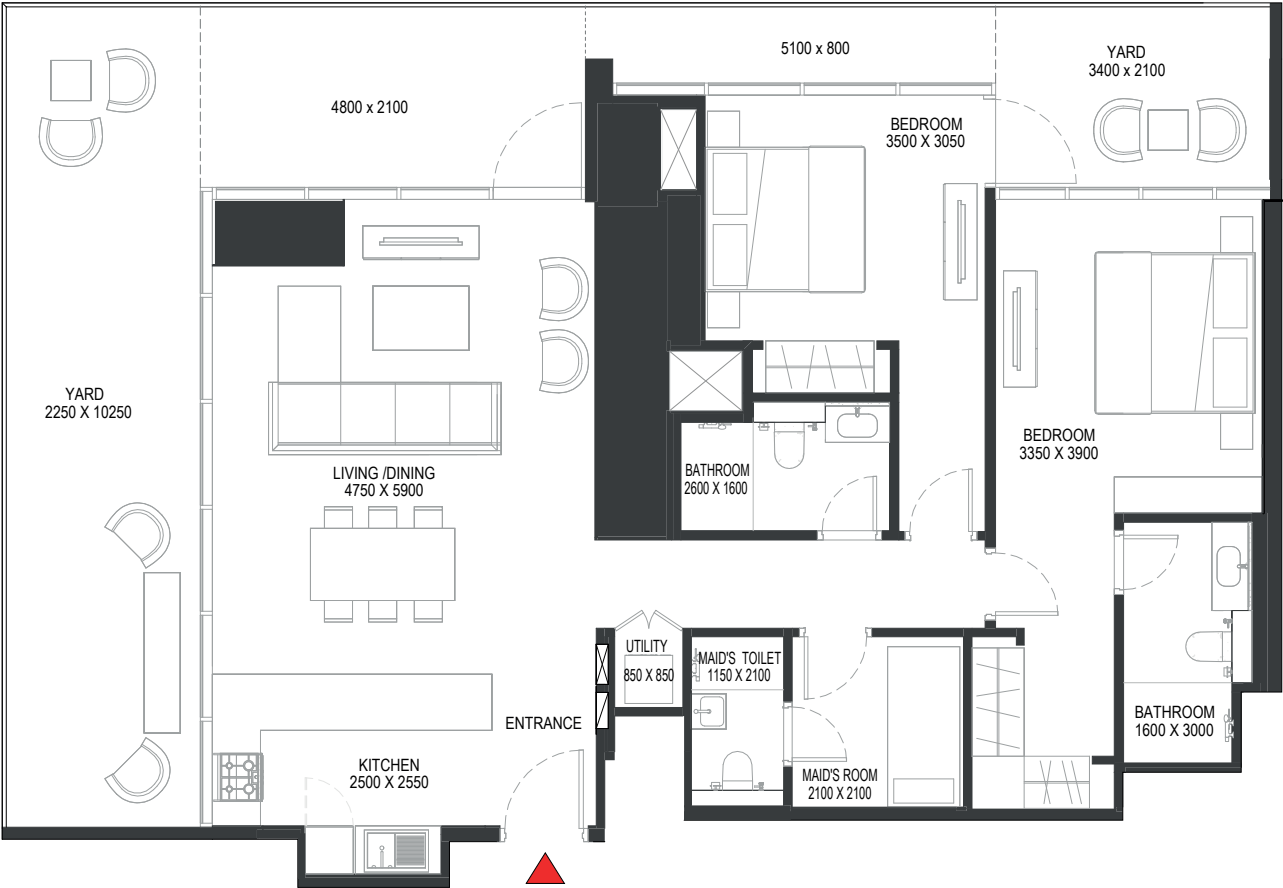 5100 x 800
YARD
3400 x 2100
4800 x 2100
BEDROOM
3500 X 3050
YARD
2250 X 10250
BEDROOM
3350 X 3900
LIVING /DINING
4750 X 5900
BATHROOM
2600 X 1600
UTILITY
850 X 850
MAID'S TOILET
1150 X 2100
ENTRANCE
BATHROOM
1600 X 3000
KITCHEN
2500 X 2550
MAID'S ROOM
2100 X 2100